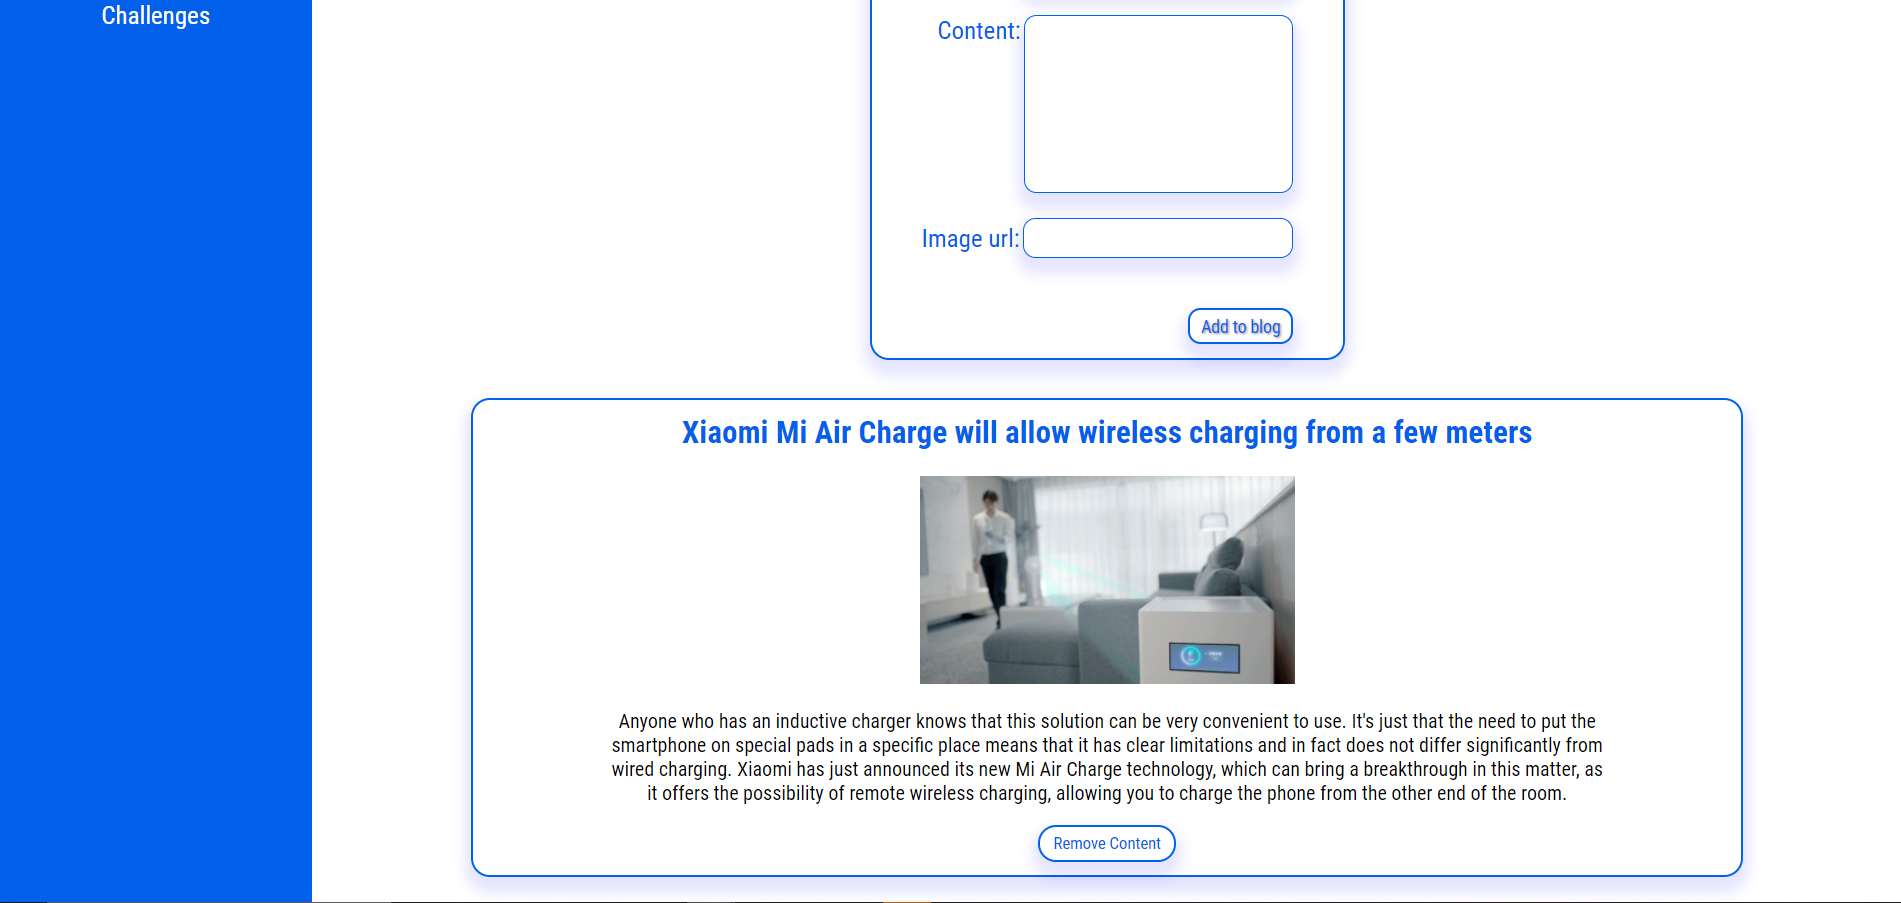 Challenges
Content:
Image url:
Add to blog
Xiaomi Mi Air Charge will allow wireless charging from a few meters
Anyone who has an inductive charger knows that this solution can be very convenient to use. It's just that the need to put the
smartphone on special pads in a specific place means that it has clear limitations and in fact does not differ significantly from
wired charging. Xiaomi has just announced its new Mi Air Charge technology, which can bring a breakthrough in this matter, as
it offers the possibility of remote wireless charging, allowing you to charge the phone from the other end of the room.
Remove Content